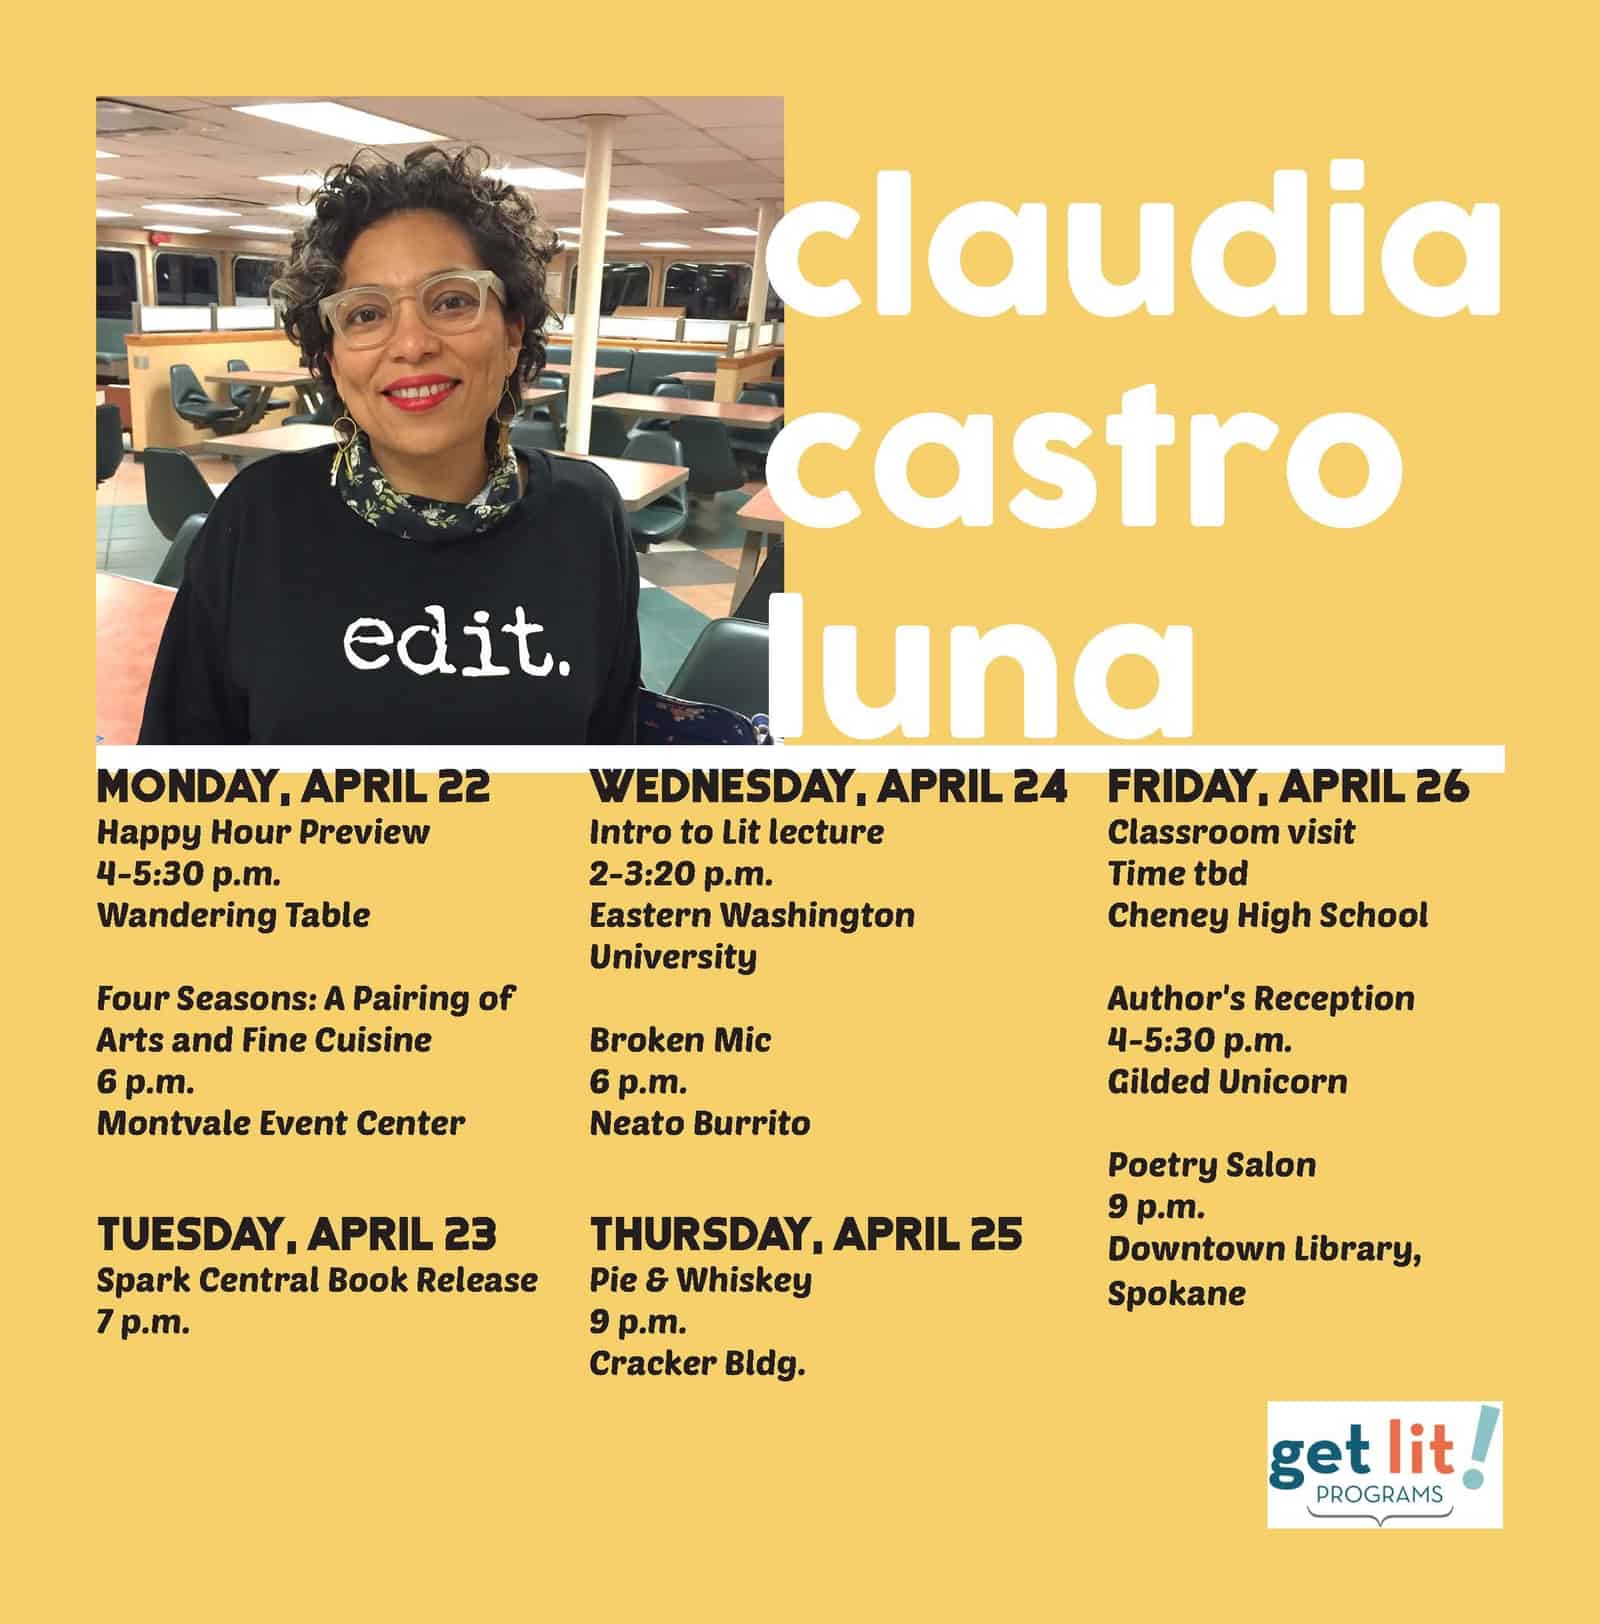 claudia
castro
luna
edit.
MONDAY, APRIL 22
Happy Hour Preview
4-5:30 p.m.
Wandering Table
Four Seasons: A Pairing of
Arts and Fine Cuisine
6 p.m.
Montvale Event Center
TUESDAY, APRIL 23
Spark Central Book Release
7 p.m.
WEDNESDAY, APRIL 24
Intro to Lit lecture
2-3:20 p.m.
Eastern Washington
University
Broken Mic
6 p.m.
Neato Burrito
THURSDAY, APRIL 25
Pie & Whiskey
9 p.m.
Cracker Bldg.
FRIDAY, APRIL 26
Classroom visit
Time tbd
Cheney High School
Author's Reception
4-5:30 p.m.
Gilded Unicorn
Poetry Salon
9 p.m.
Downtown Library,
Spokane
get lit!
PROGRAMS